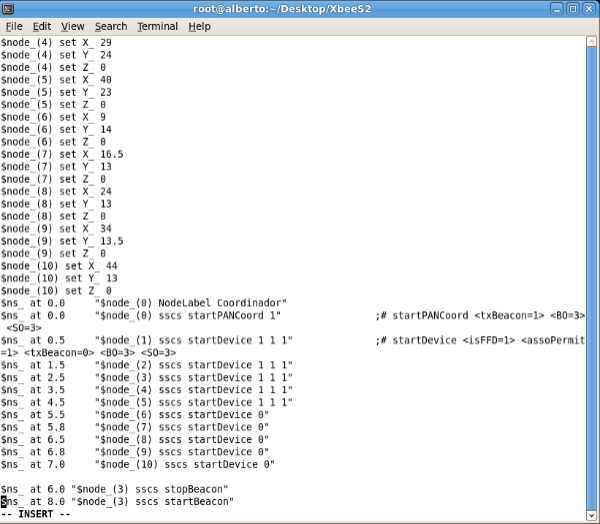 root@alberto:~/Desktop/XbeeS2
File Edit View Search Terminal Help
$node_(4) set X_ 29
$node_(4) set Y_ 24
$node_(4) set Z_ 0
$node_(5) set X_ 40
$node_(5) set Y_ 23
$node_(5) set Z_ 0
$node_(6) set X_ 9
$node_(6) set Y_ 14
$node_(6) set Z_ 0
$node_(7) set X_ 16.5
$node_(7) set Y_ 13
$node_(7) set Z_ 0
$node_(8) set X_ 24
$node_(8) set Y_ 13
$node_(8) set Z_ 0
$node_(9) set X_ 34
$node_(9) set Y_ 13.5
$node_(9) set Z_ 0
$node_(10) set X_ 44
$node_(10) set Y_ 13
$node_(10) set Z_ 0
$ns_ at 0.0 "$node_(0) NodeLabel Coordinador"
$ns_ at 0.0 "$node_(0) sscs startPANCoord 1" ;# startPANCoord <txBeacon=1> <BO=3>
<SO=3>
$ns_ at 0.5 "$node_(1) sscs startDevice 1 1 1" ;# startDevice <isFFD=1> <assoPermit
=1> <txBeacon=0> <BO=3> <SO=3>
$ns_ at 1.5 "$node_(2) sscs startDevice 1 1 1"
$ns_ at 2.5 "$node_(3) sscs startDevice 1 1 1"
$ns_ at 3.5 "$node_(4) sscs startDevice 1 1 1"
$ns_ at 4.5 "$node_(5) sscs startDevice 1 1 1"
$ns_ at 5.5 "$node_(6) sscs startDevice 0"
$ns_ at 5.8 "$node_(7) sscs startDevice 0"
$ns_ at 6.5 "$node_(8) sscs startDevice 0"
$ns_ at 6.8 "$node_(9) sscs startDevice 0"
$ns_ at 7.0 "$node_(10) sscs startDevice 0"
$ns_ at 6.0 "$node_(3) sscs stopBeacon"
$ns_ at 8.0 "$node_(3) sscs startBeacon"
-- INSERT --